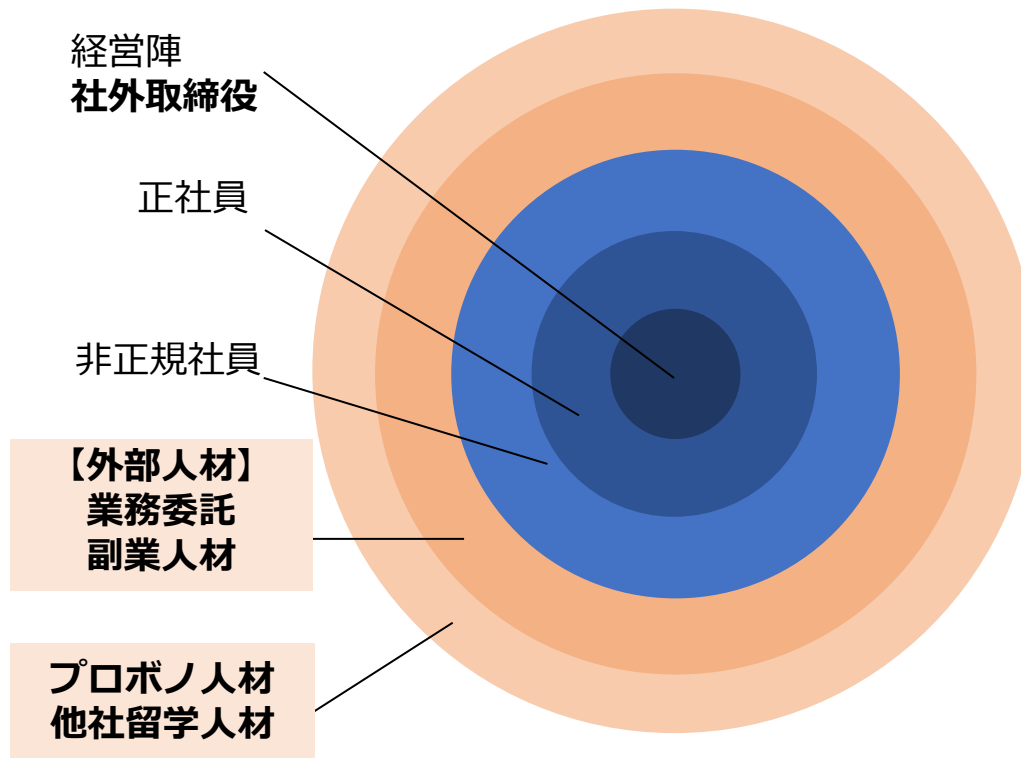 経営陣
社外取締役
正社員
非正規社員
【外部人材】
業務委託
副業人材
プロボノ人材
他社留学人材